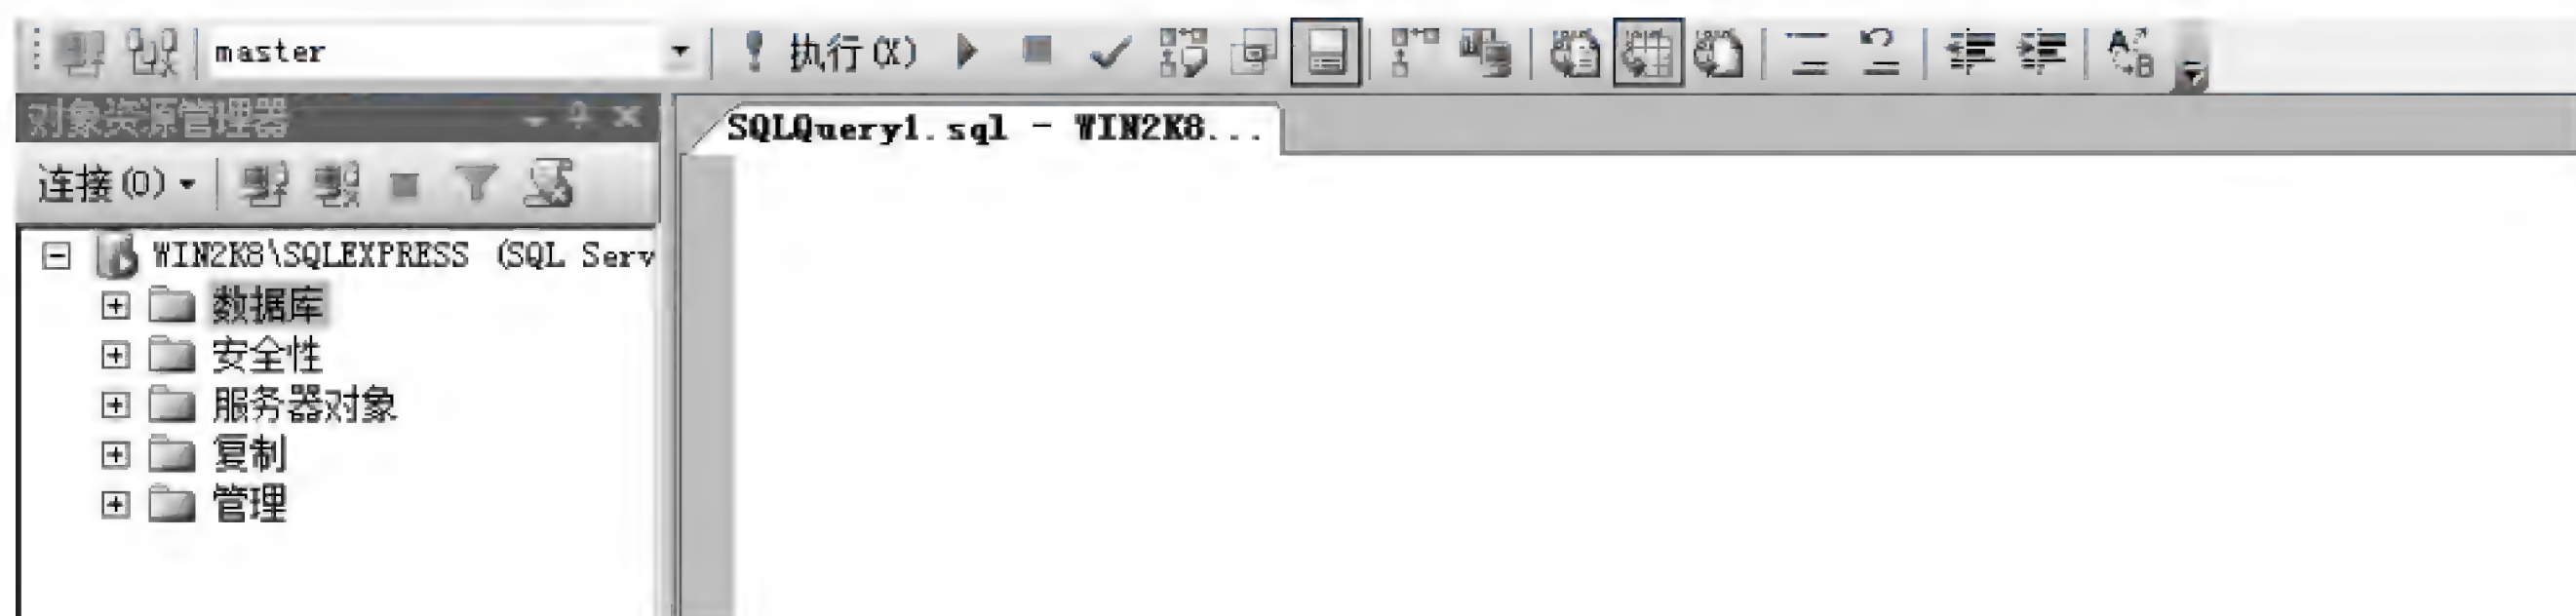 master 执行(X)
对象资源管理器
SQLQuery1.sql - WIN2K8...
连接(O)
WIN2K8\SQLEXPRESS (SQL Serv
数据库
安全性
服务器对象
复制
管理